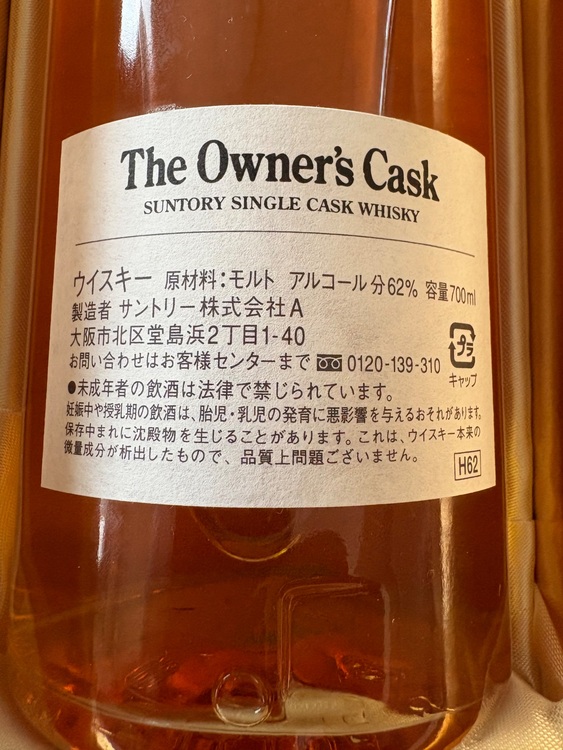 The Owner's Cask
SUNTORY SINGLE CASK WHISKY
ウイスキー 原材料:モルト アルコール分62% 容量700ml
製造者 サントリー株式会社A
大阪市北区堂島浜2丁目1-40
お問い合わせはお客様センターまで 0120-139-310
プラ
キャップ
●未成年者の飲酒は法律で禁じられています。
妊娠中や授乳期の飲酒は、胎児・乳児の発育に悪影響を与えるおそれがあります。
保存中まれに沈殿物を生じることがあります。これは、ウイスキー本来の
微量成分が析出したもので、品質上問題ございません。
H62